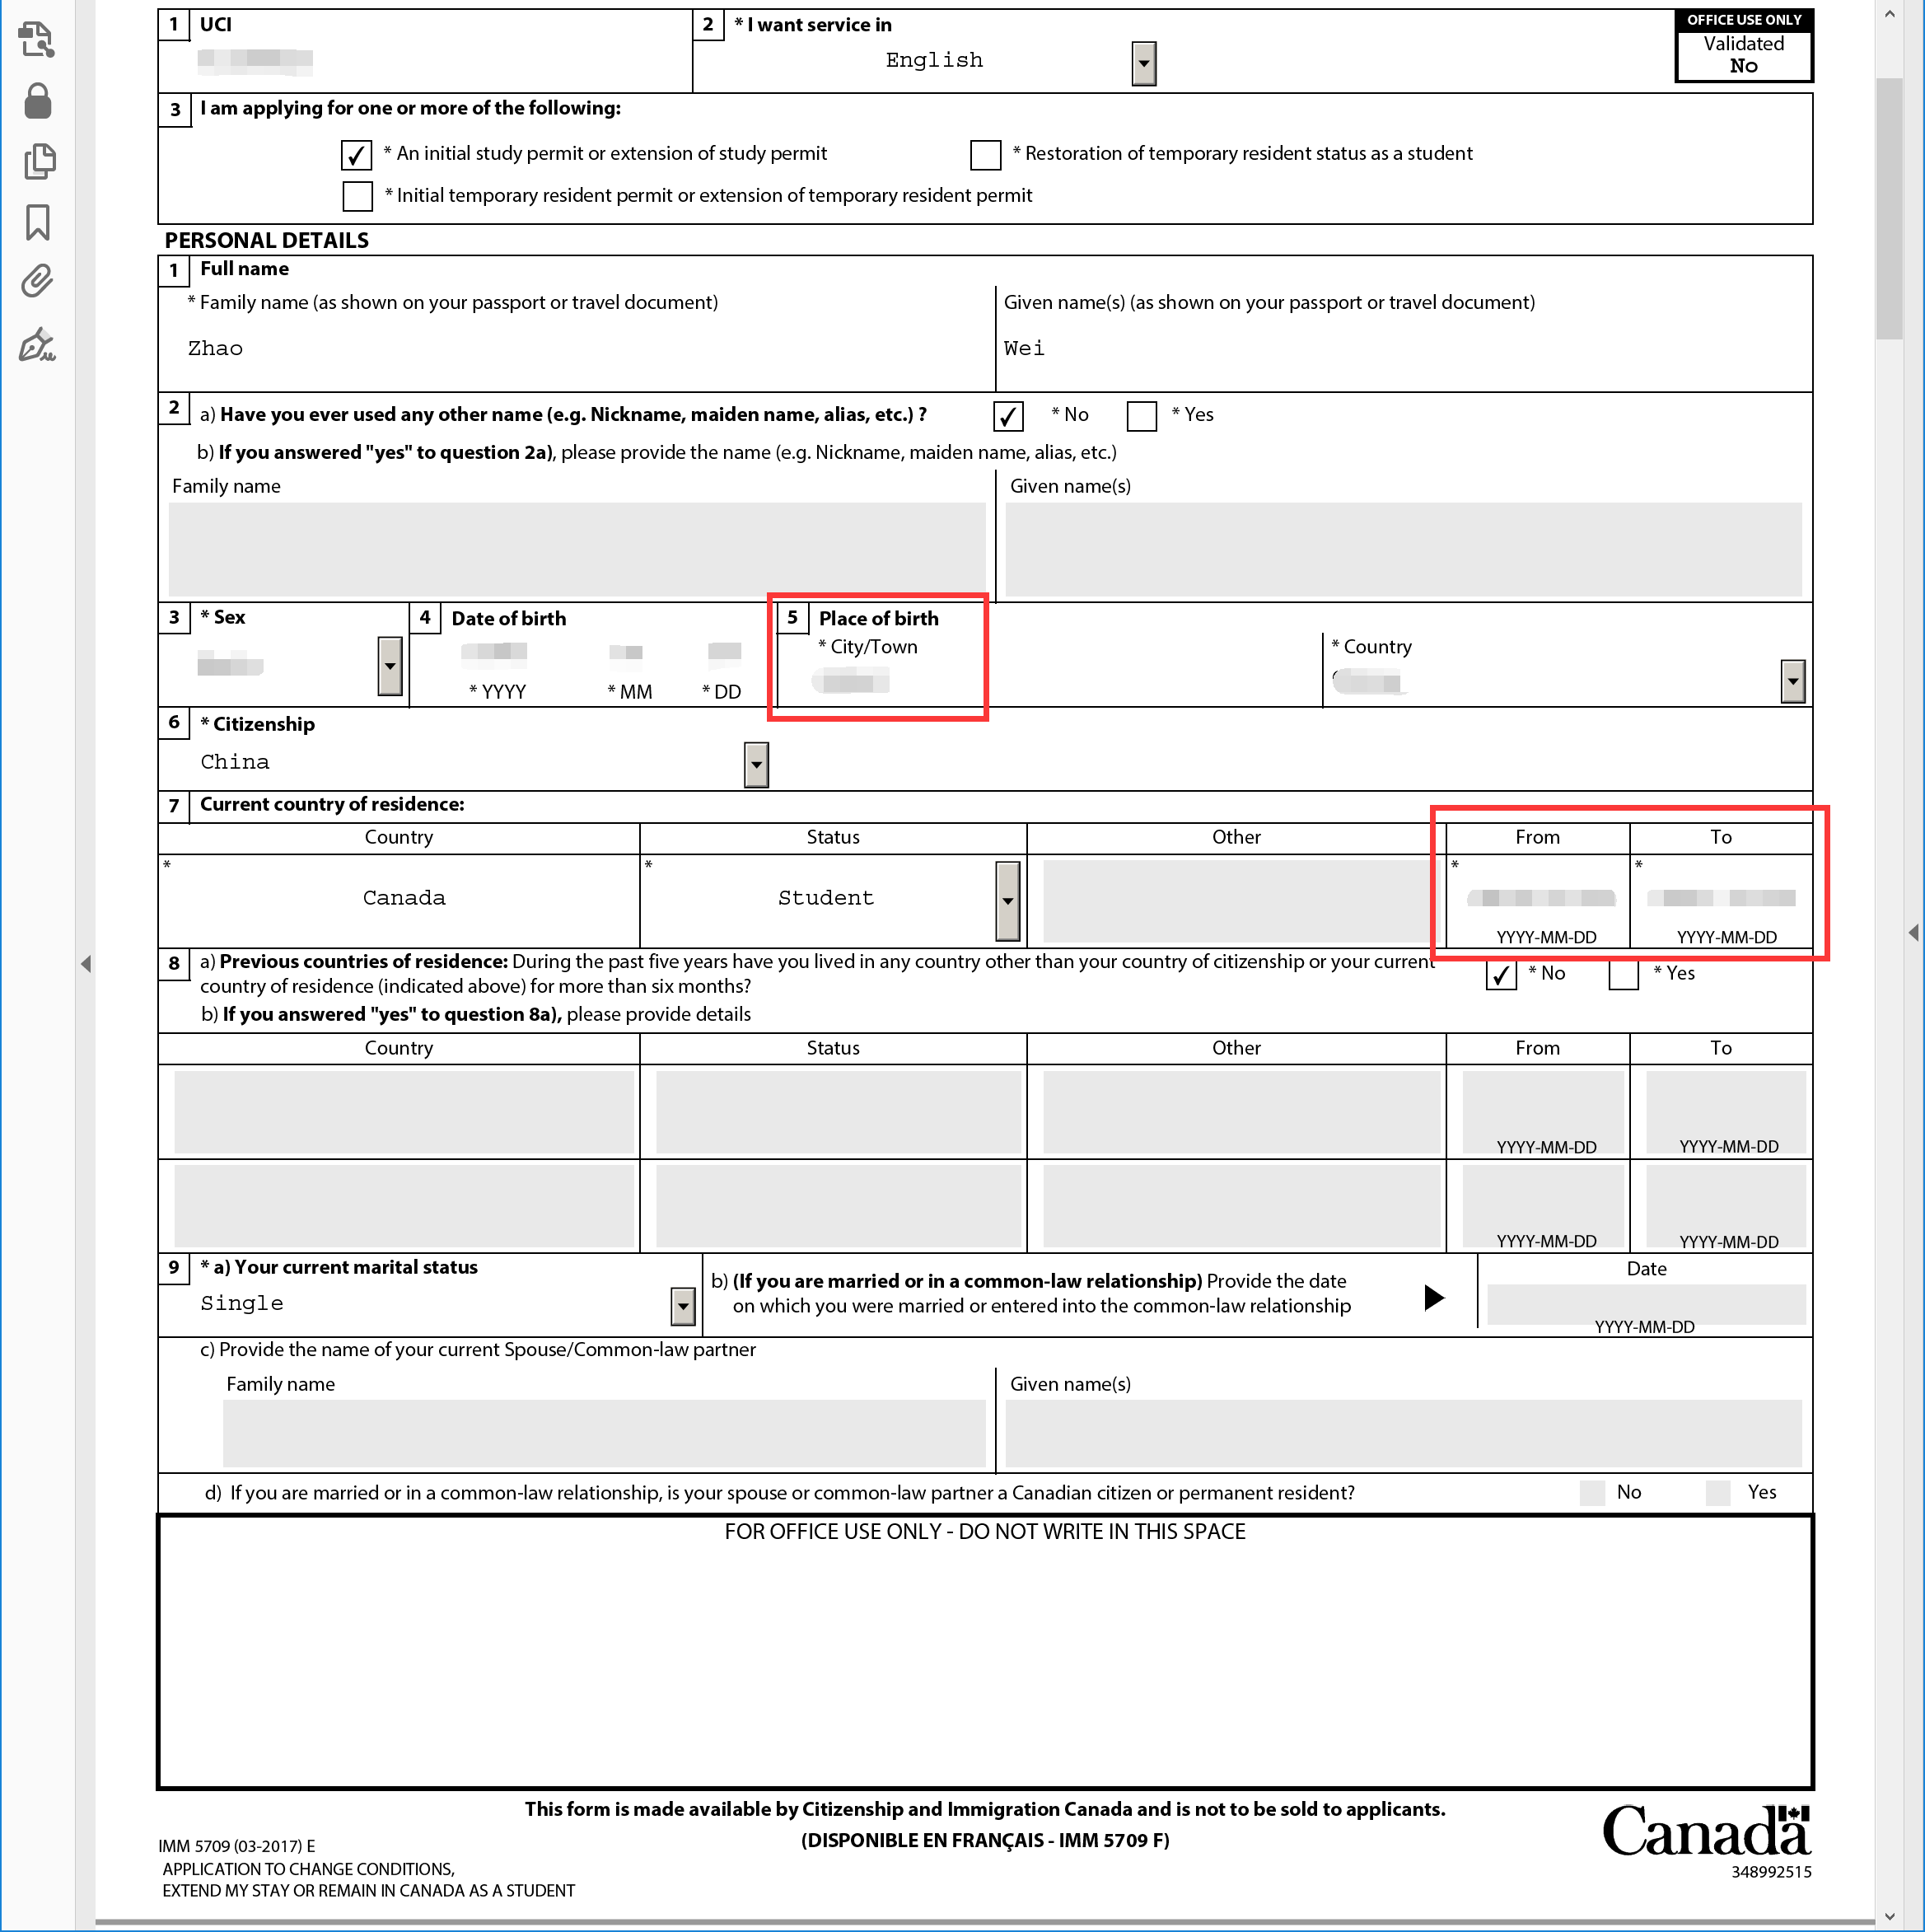 1 UCI
2 * I want service in
English
OFFICE USE ONLY
Validated
No
3 I am applying for one or more of the following:
✓ * An initial study permit or extension of study permit
* Restoration of temporary resident status as a student
* Initial temporary resident permit or extension of temporary resident permit
PERSONAL DETAILS
1 Full name
* Family name (as shown on your passport or travel document)
Given name(s) (as shown on your passport or travel document)
Zhao
Wei
2 a) Have you ever used any other name (e.g. Nickname, maiden name, alias, etc.) ? ✓ * No * Yes
b) If you answered "yes" to question 2a), please provide the name (e.g. Nickname, maiden name, alias, etc.)
Family name
Given name(s)
3 * Sex
4 Date of birth
* YYYY * MM * DD
5 Place of birth
* City/Town
* Country
6 * Citizenship
China
7 Current country of residence:
Country Status Other From To
* * * *
Canada Student
YYYY-MM-DD YYYY-MM-DD
8 a) Previous countries of residence: During the past five years have you lived in any country other than your country of citizenship or your current
country of residence (indicated above) for more than six months? ✓ * No * Yes
b) If you answered "yes" to question 8a), please provide details
Country Status Other From To
YYYY-MM-DD YYYY-MM-DD
YYYY-MM-DD YYYY-MM-DD
9 * a) Your current marital status
Single
b) (If you are married or in a common-law relationship) Provide the date
on which you were married or entered into the common-law relationship
Date
YYYY-MM-DD
c) Provide the name of your current Spouse/Common-law partner
Family name
Given name(s)
d) If you are married or in a common-law relationship, is your spouse or common-law partner a Canadian citizen or permanent resident? No Yes
FOR OFFICE USE ONLY - DO NOT WRITE IN THIS SPACE
This form is made available by Citizenship and Immigration Canada and is not to be sold to applicants.
(DISPONIBLE EN FRANÇAIS - IMM 5709 F)
IMM 5709 (03-2017) E
APPLICATION TO CHANGE CONDITIONS,
EXTEND MY STAY OR REMAIN IN CANADA AS A STUDENT
Canada
348992515